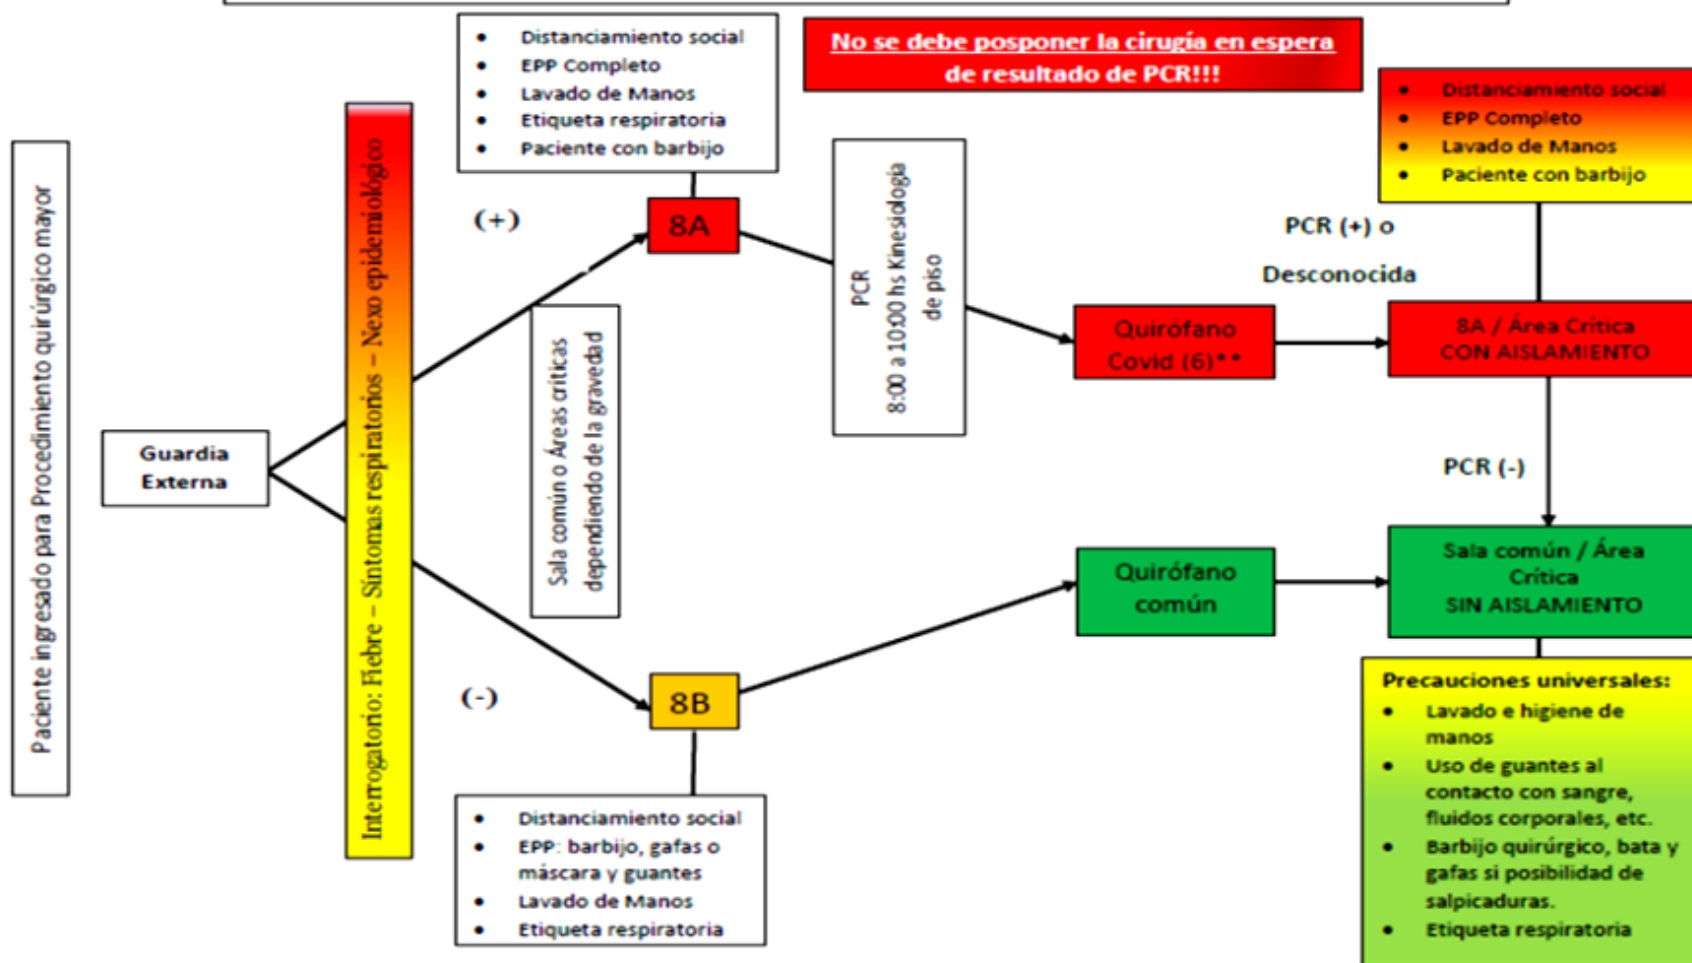 Distanciamiento social
EPP Completo
Lavado de Manos
Etiqueta respiratoria
Paciente con barbijo
No se debe posponer la cirugía en espera
de resultado de PCR!!!
Distanciamiento social
EPP Completo
Lavado de Manos
Paciente con barbijo
Paciente ingresado para Procedimiento quirúrgico mayor
Guardia
Externa
Interrogatorio: Fiebre – Síntomas respiratorios – Nexo epidemiológico
(+)
8A
Sala común o Áreas críticas
dependiendo de la gravedad
PCR
8:00 a 10:00 hs Kinesiología
de piso
Quirófano
Covid (6)**
PCR (+) o
Desconocida
8A / Área Crítica
CON AISLAMIENTO
PCR (-)
(-)
8B
Quirófano
común
Sala común / Área
Crítica
SIN AISLAMIENTO
Distanciamiento social
EPP: barbijo, gafas o
máscara y guantes
Lavado de Manos
Etiqueta respiratoria
Precauciones universales:
Lavado e higiene de
manos
Uso de guantes al
contacto con sangre,
fluidos corporales, etc.
Barbijo quirúrgico, bata y
gafas si posibilidad de
salpicaduras.
Etiqueta respiratoria